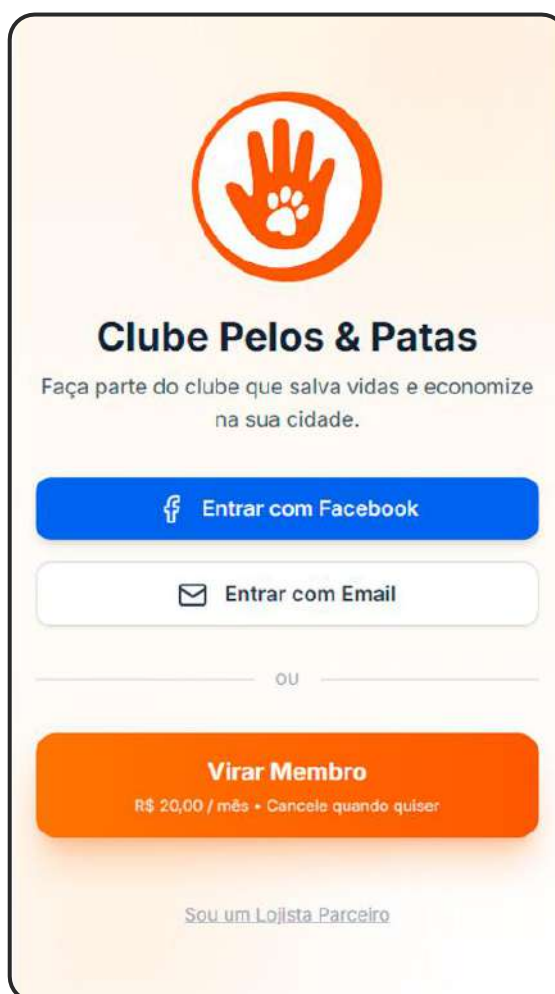 Clube Pelos & Patas
Faça parte do clube que salva vidas e economize
na sua cidade.
Entrar com Facebook
Entrar com Email
OU
Virar Membro
R$ 20,00 / mês • Cancele quando quiser
Sou um Lojista Parceiro